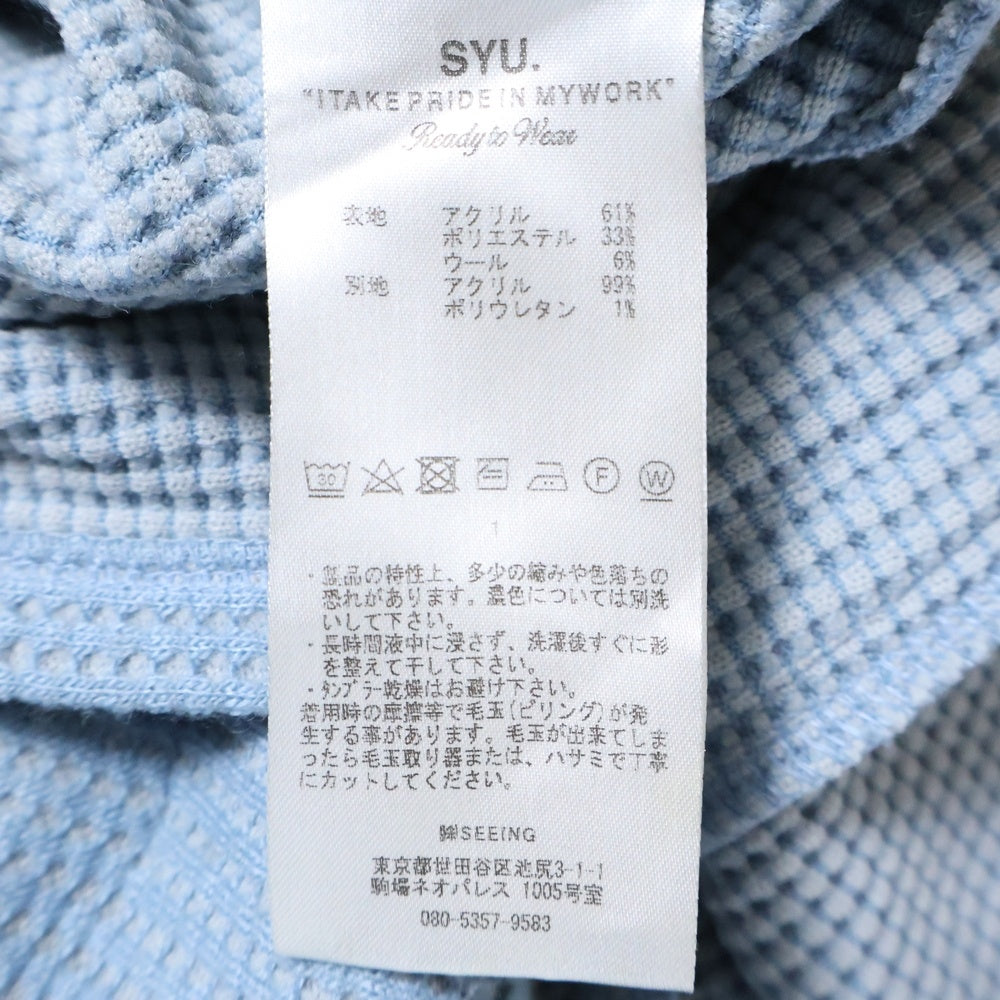 SYU.
"I TAKE PRIDE IN MY WORK"
Ready to Wear
表地 アクリル 61%
ポリエステル 33%
ウール 6%
別地 アクリル 99%
ポリウレタン 1%
30 F W
1
・製品の特性上、多少の縮みや色落ちの
恐れがあります。濃色については別洗
いして下さい。
・長時間液中に浸さず、洗濯後すぐに形
を整えて干して下さい。
・タンブラー乾燥はお避け下さい。
着用時の摩擦等で毛玉(ピリング)が発
生する事があります。毛玉が出来てしま
ったら毛玉取り器または、ハサミで丁寧
にカットしてください。
㈱SEEING
東京都世田谷区池尻3-1-1
駒場ネオパレス 1005号室
080-5357-9583